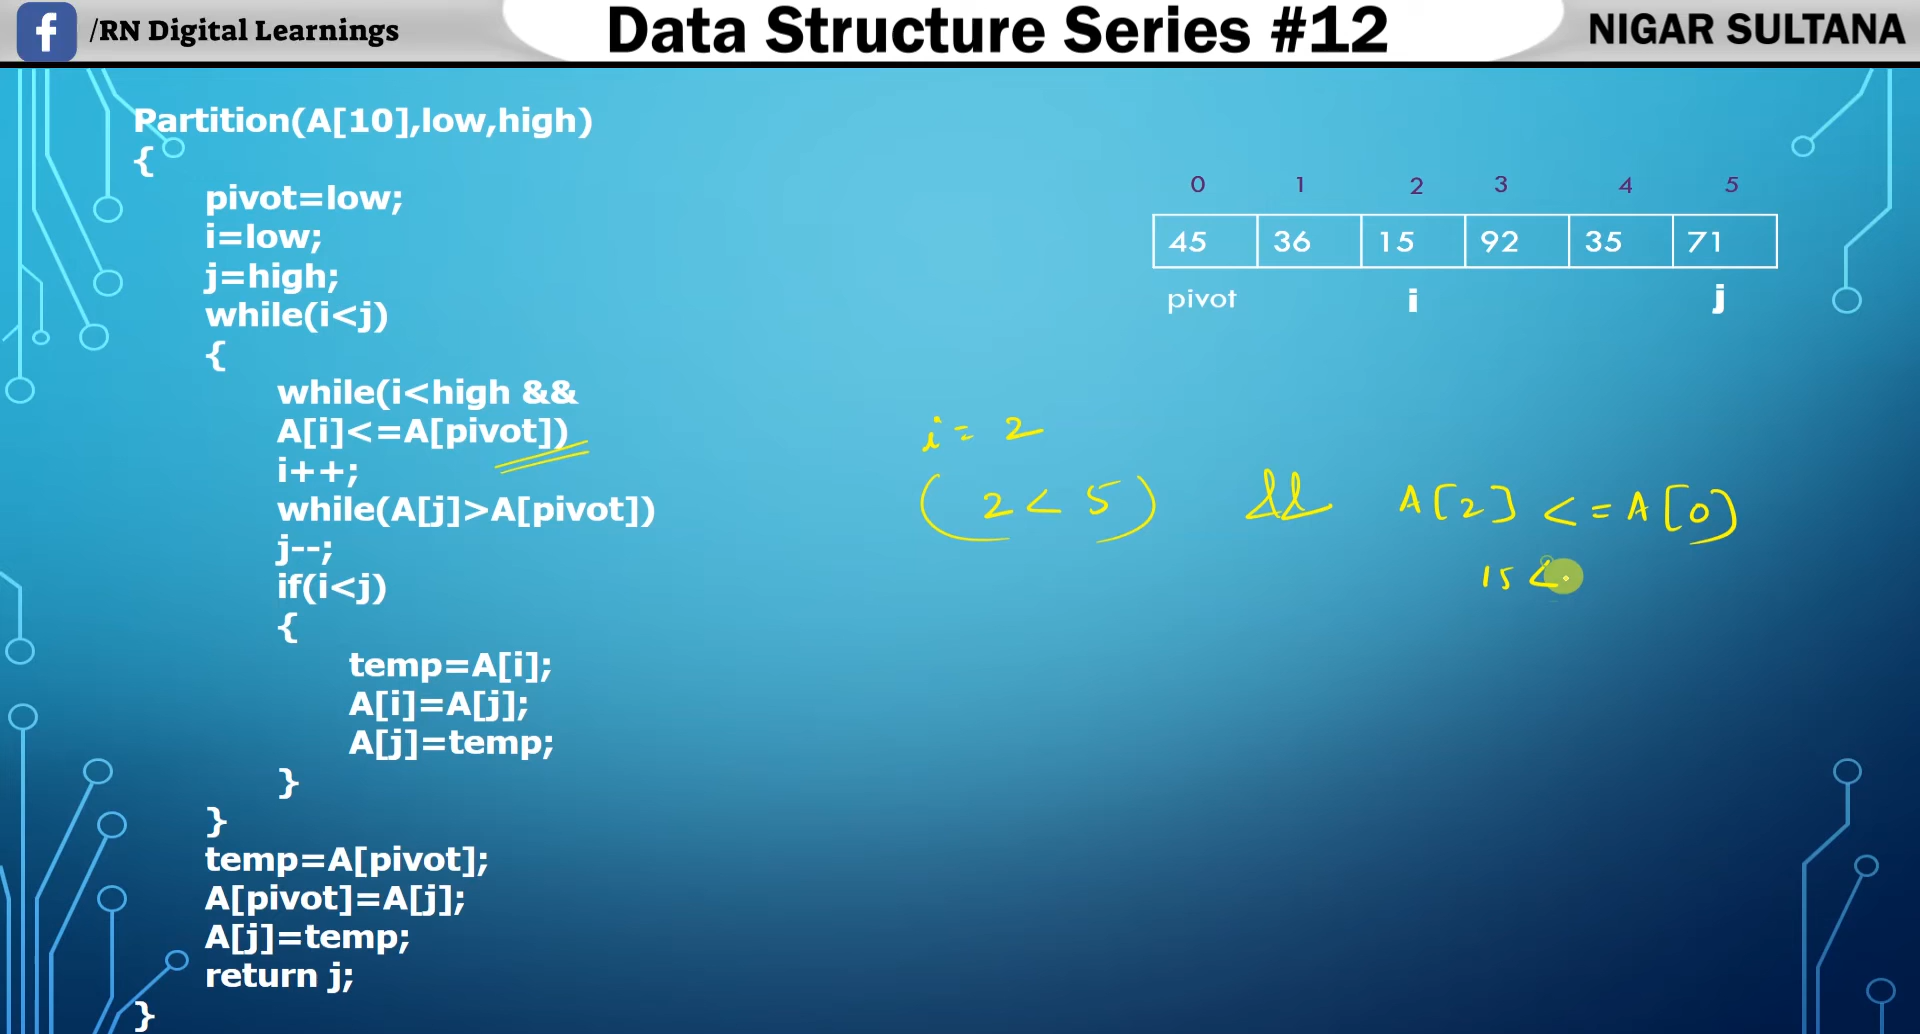 f /RN Digital Learnings
Data Structure Series #12
NIGAR SULTANA
Partition(A[10],low,high)
{
pivot=low;
i=low;
j=high;
while(i<j)
{
while(i<high &&
A[i]<=A[pivot])
i++;
while(A[j]>A[pivot])
j--;
if(i<j)
{
temp=A[i];
A[i]=A[j];
A[j]=temp;
}
}
temp=A[pivot];
A[pivot]=A[j];
A[j]=temp;
return j;
}
0 1 2 3 4 5
45 36 15 92 35 71
pivot i j
i = 2
(2 < 5) && A[2] <= A[0]
15 <